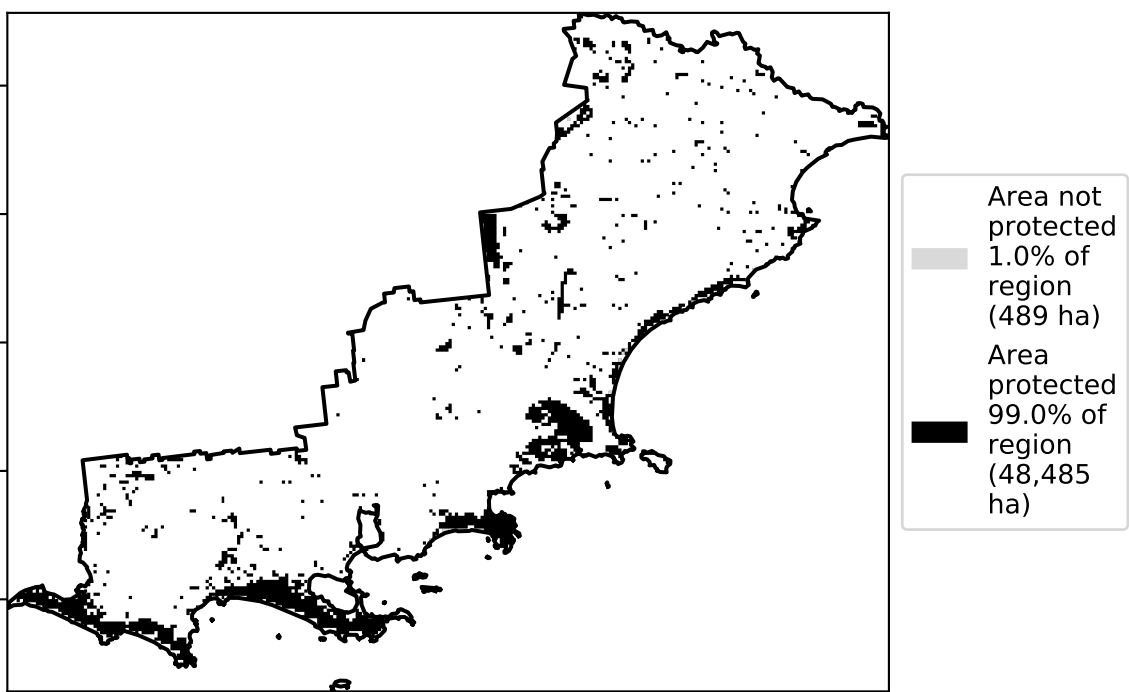 Area not
protected
1.0% of
region
(489 ha)
Area
protected
99.0% of
region
(48,485
ha)